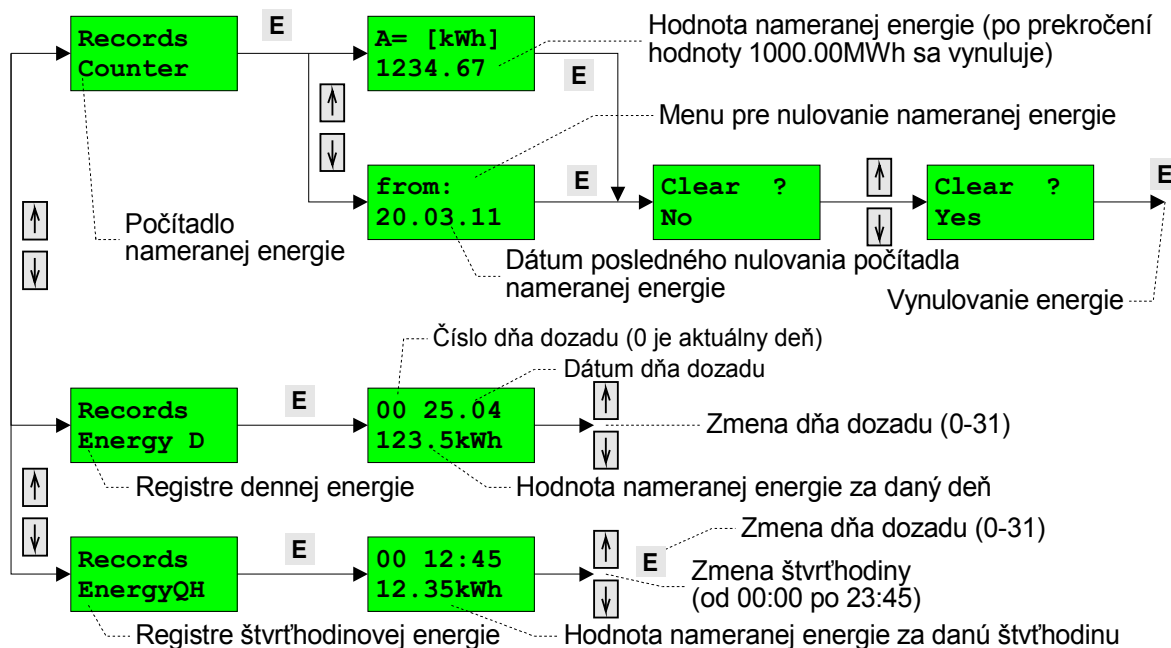 Records
Counter
E
A= [kWh]
1234.67
E
Hodnota nameranej energie (po prekročení
hodnoty 1000.00MWh sa vynuluje)
Menu pre nulovanie nameranej energie
from:
20.03.11
E
Clear ?
No
Clear ?
Yes
E
Počítadlo
nameranej energie
Dátum posledného nulovania počítadla
nameranej energie
Vynulovanie energie
Číslo dňa dozadu (0 je aktuálny deň)
Dátum dňa dozadu
Records
Energy D
E
00 25.04
123.5kWh
Zmena dňa dozadu (0-31)
Registre dennej energie
Hodnota nameranej energie za daný deň
Records
EnergyQH
E
00 12:45
12.35kWh
E
Zmena dňa dozadu (0-31)
Zmena štvrťhodiny
(od 00:00 po 23:45)
Registre štvrťhodinovej energie
Hodnota nameranej energie za danú štvťhodinu